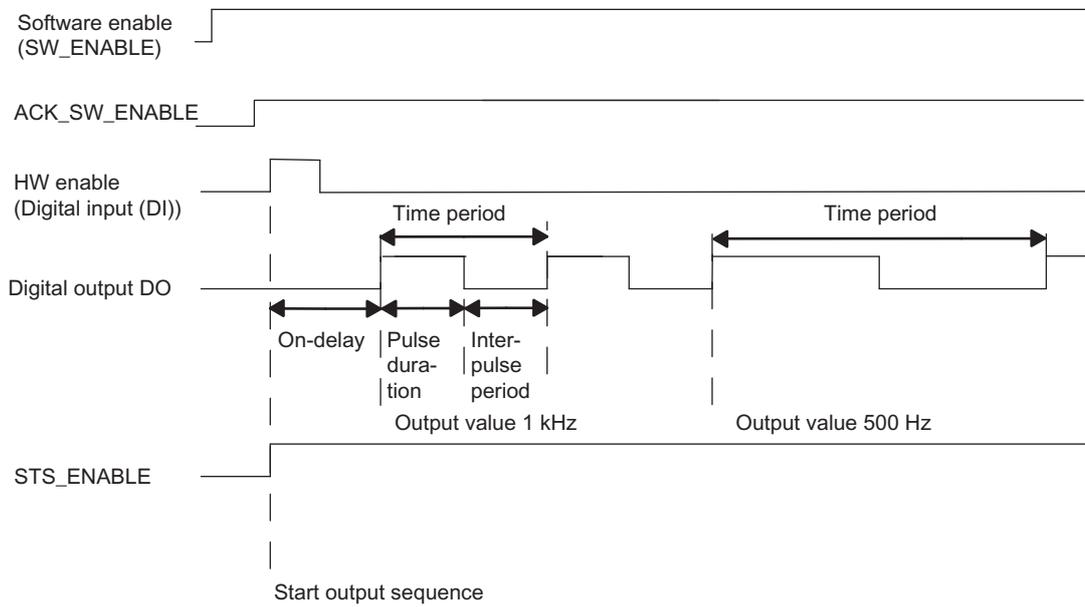 Software enable
(SW_ENABLE)
ACK_SW_ENABLE
HW enable
(Digital input (DI))
Time period
Time period
Digital output DO
On-delay
Pulse
dura-
tion
Inter-
pulse
period
Output value 1 kHz
Output value 500 Hz
STS_ENABLE
Start output sequence